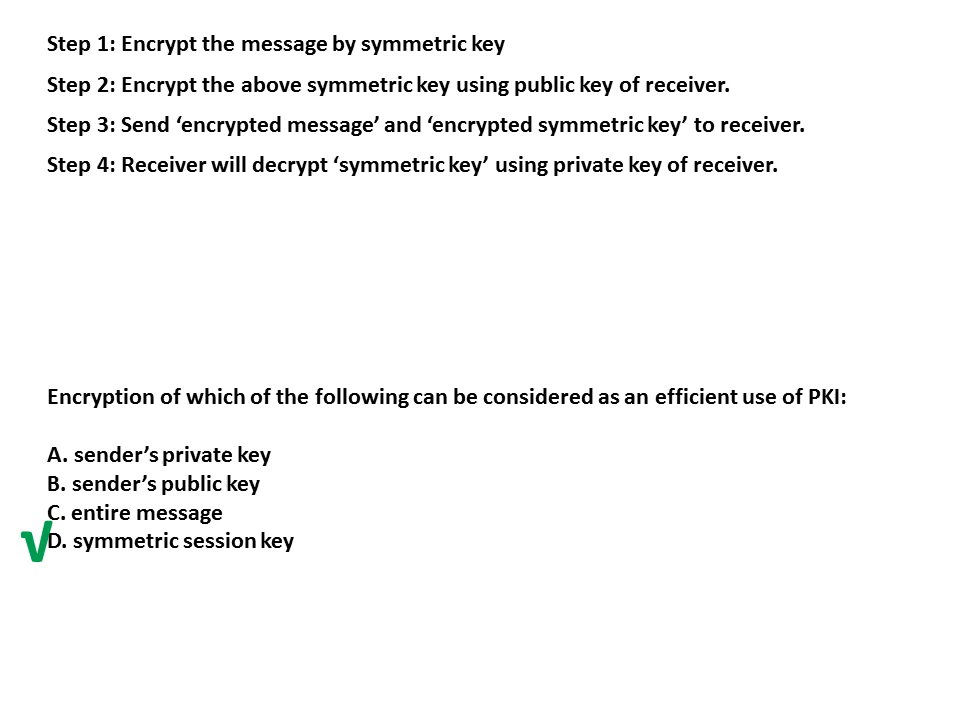 Step 1: Encrypt the message by symmetric key
Step 2: Encrypt the above symmetric key using public key of receiver.
Step 3: Send ‘encrypted message’ and ‘encrypted symmetric key’ to receiver.
Step 4: Receiver will decrypt ‘symmetric key’ using private key of receiver.
Encryption of which of the following can be considered as an efficient use of PKI:
A. sender’s private key
B. sender’s public key
C. entire message
√D. symmetric session key